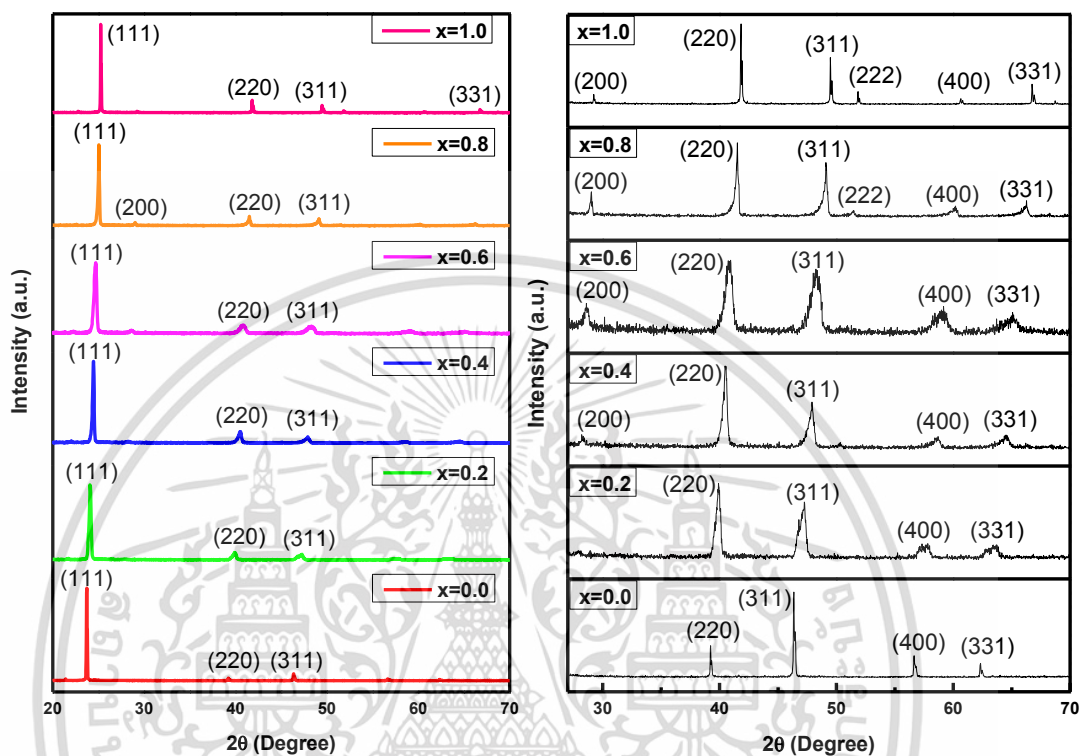 Intensity (a.u.)
x=1.0
(111)
(220)
(311)
(331)
x=0.8
(111)
(200)
(220)
(311)
x=0.6
(111)
(220)
(311)
x=0.4
(111)
(220)
(311)
x=0.2
(111)
(220)
(311)
x=0.0
(111)
(220)
(311)
20 30 40 50 60 70
2θ (Degree)
Intensity (a.u.)
x=1.0
(200)
(220)
(311)
(222)
(400)
(331)
x=0.8
(200)
(220)
(311)
(222)
(400)
(331)
x=0.6
(200)
(220)
(311)
(400)
(331)
x=0.4
(200)
(220)
(311)
(400)
(331)
x=0.2
(220)
(311)
(400)
(331)
x=0.0
(220)
(311)
(400)
(331)
30 40 50 60 70
2θ (Degree)